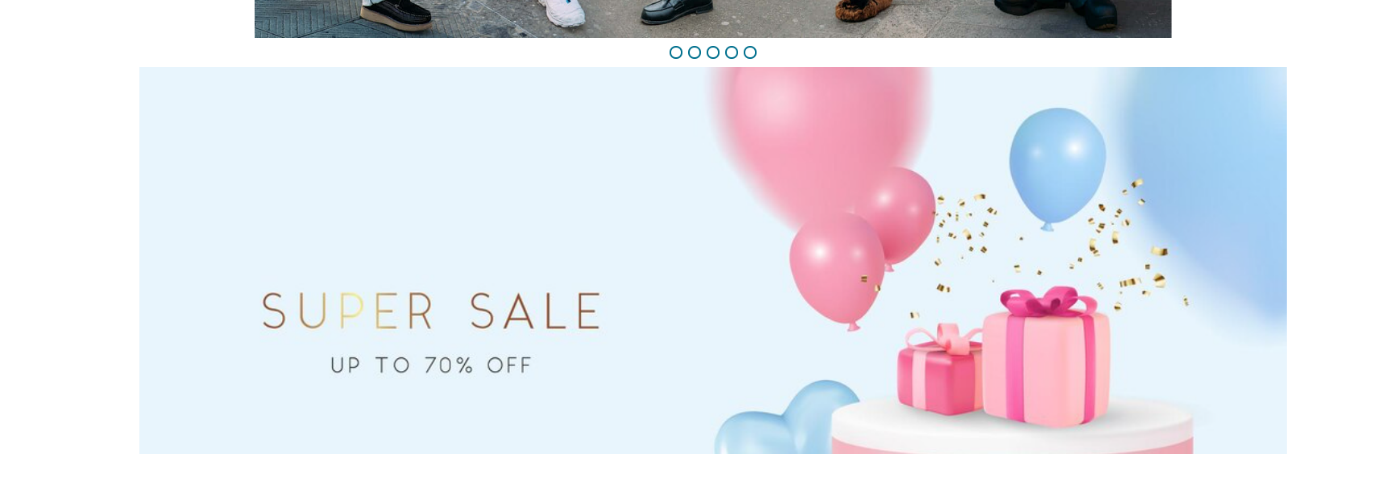 SUPER SALE
UP TO 70% OFF